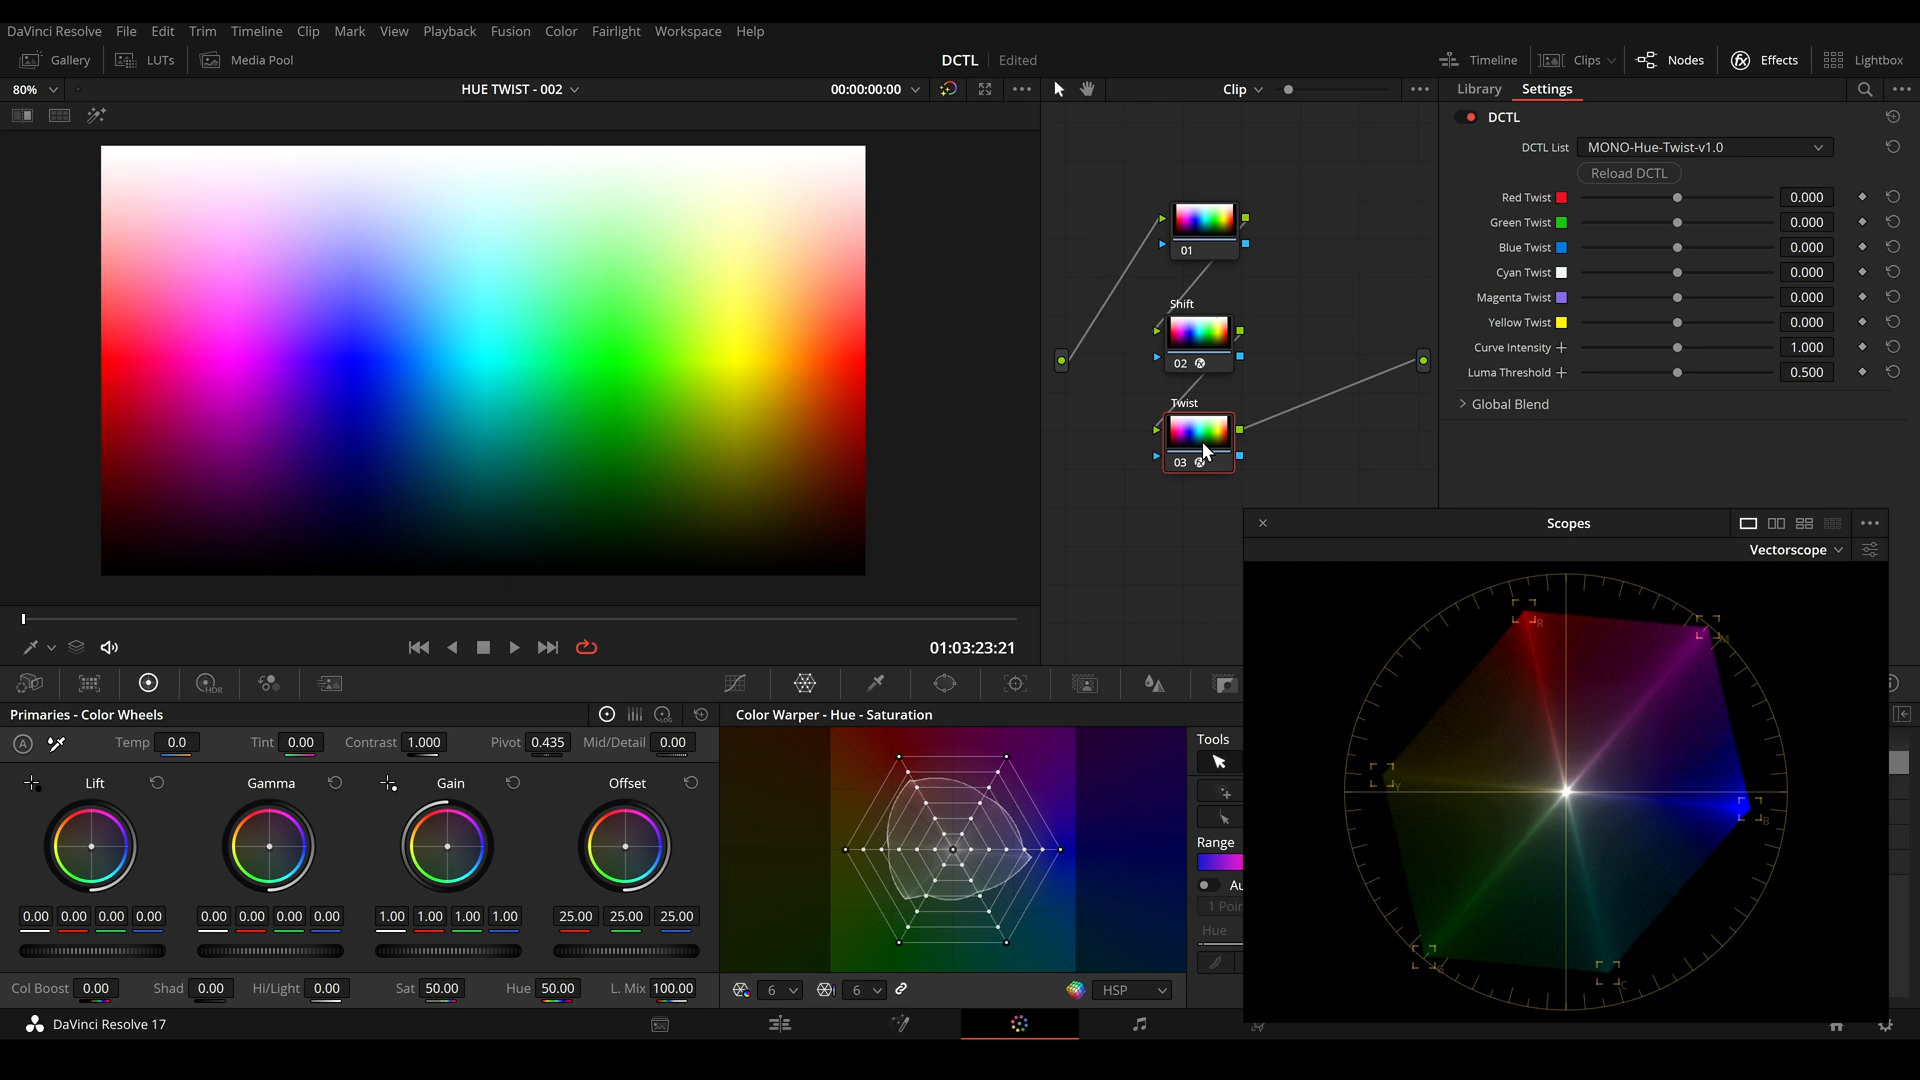 DaVinci Resolve File Edit Trim Timeline Clip Mark View Playback Fusion Color Fairlight Workspace Help
Gallery LUTs Media Pool DCTL Edited Timeline Clips Nodes Effects Lightbox
80% HUE TWIST - 002 00:00:00:00 Clip Library Settings
DCTL
DCTL List MONO-Hue-Twist-v1.0
Reload DCTL
Red Twist 0.000
Green Twist 0.000
Blue Twist 0.000
Cyan Twist 0.000
Magenta Twist 0.000
Yellow Twist 0.000
Curve Intensity 1.000
Luma Threshold 0.500
Global Blend
01
Shift
02
Twist
03
Scopes
Vectorscope
R
M
Y
B
C
01:03:23:21
HDR
Primaries - Color Wheels LOG
Temp 0.0 Tint 0.00 Contrast 1.000 Pivot 0.435 Mid/Detail 0.00
A
Lift Gamma Gain Offset
0.00 0.00 0.00 0.00 0.00 0.00 0.00 0.00 1.00 1.00 1.00 1.00 25.00 25.00 25.00
Col Boost 0.00 Shad 0.00 Hi/Light 0.00 Sat 50.00 Hue 50.00 L. Mix 100.00
Color Warper - Hue - Saturation
Tools
Range
Au
1 Poin
Hue
6 6 HSP
DaVinci Resolve 17